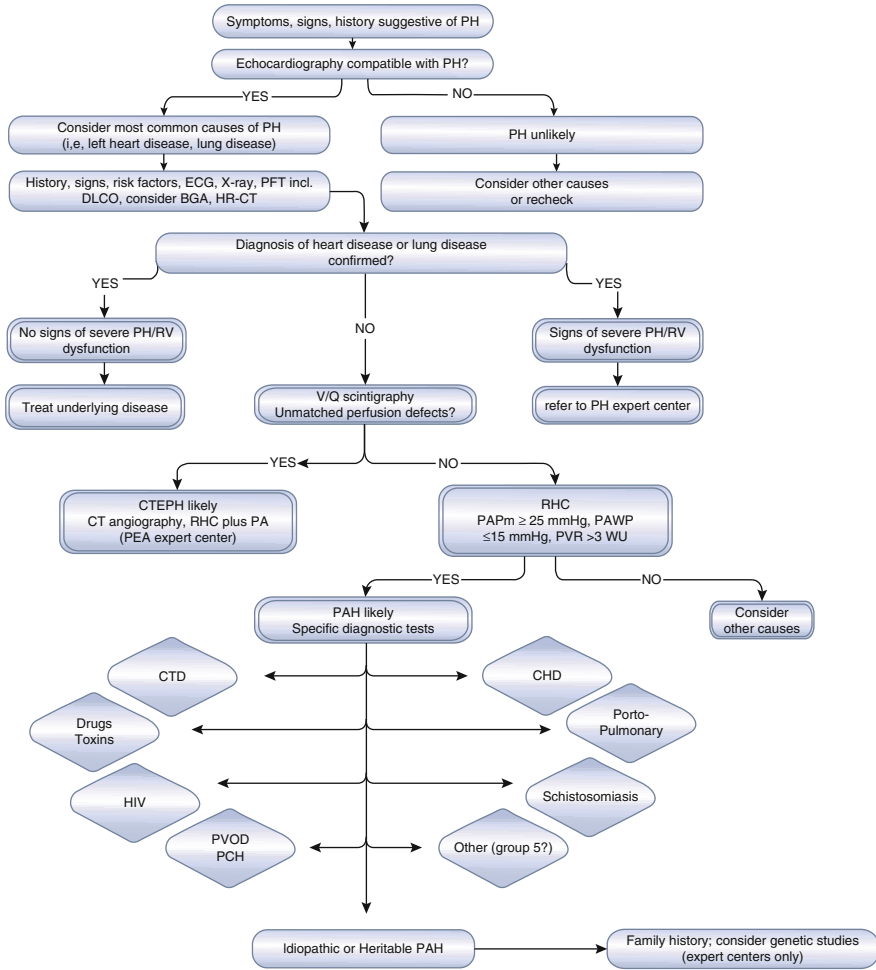 Symptoms, signs, history suggestive of PH
Echocardiography compatible with PH?
YES
NO
Consider most common causes of PH
(i,e, left heart disease, lung disease)
PH unlikely
History, signs, risk factors, ECG, X-ray, PFT incl.
DLCO, consider BGA, HR-CT
Consider other causes
or recheck
Diagnosis of heart disease or lung disease
confirmed?
YES
NO
YES
No signs of severe PH/RV
dysfunction
Signs of severe PH/RV
dysfunction
Treat underlying disease
V/Q scintigraphy
Unmatched perfusion defects?
refer to PH expert center
YES
NO
CTEPH likely
CT angiography, RHC plus PA
(PEA expert center)
RHC
PAPm ≥ 25 mmHg, PAWP
≤15 mmHg, PVR >3 WU
YES
NO
PAH likely
Specific diagnostic tests
Consider
other causes
CTD
CHD
Drugs
Toxins
Porto-
Pulmonary
HIV
Schistosomiasis
PVOD
PCH
Other (group 5?)
Idiopathic or Heritable PAH
Family history; consider genetic studies
(expert centers only)